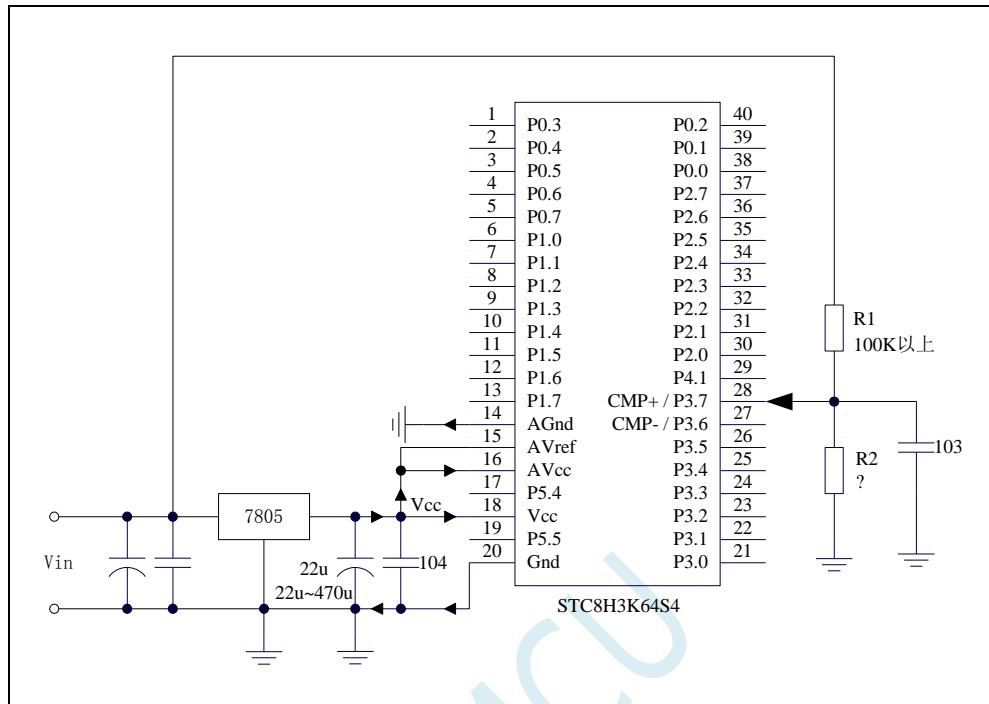 1 P0.3 P0.2 40
2 P0.4 P0.1 39
3 P0.5 P0.0 38
4 P0.6 P2.7 37
5 P0.7 P2.6 36
6 P1.0 P2.5 35
7 P1.1 P2.4 34
8 P1.2 P2.3 33
9 P1.3 P2.2 32
10 P1.4 P2.1 31
11 P1.5 P2.0 30
12 P1.6 P4.1 29
13 P1.7 CMP+ / P3.7 28
14 AGnd CMP- / P3.6 27
15 AVref P3.5 26
16 AVcc P3.4 25
17 P5.4 P3.3 24
18 Vcc P3.2 23
19 P5.5 P3.1 22
20 Gnd P3.0 21
STC8H3K64S4
R1
100K以上
R2
?
103
Vcc
7805
Vin
22u
22u~470u
104
MCU